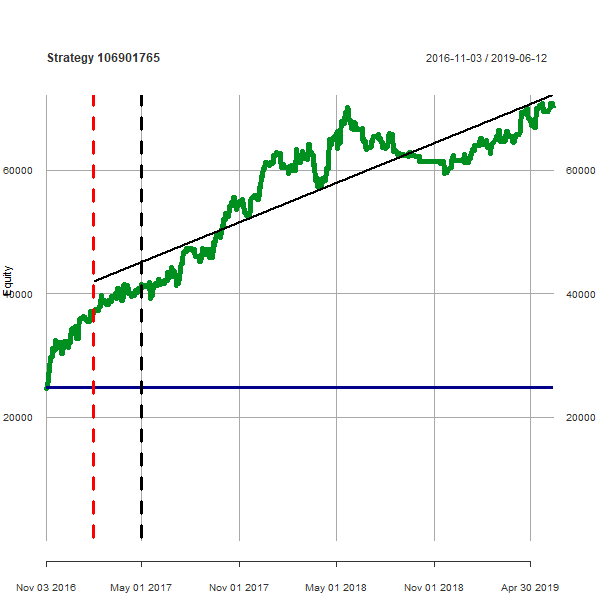 Strategy 106901765 2016-11-03 / 2019-06-12
60000 60000
Equity
40000 40000
20000 20000
Nov 03 2016 May 01 2017 Nov 01 2017 May 01 2018 Nov 01 2018 Apr 30 2019